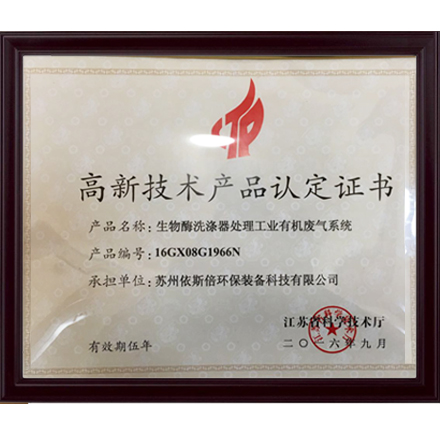 高新技术产品认定证书
产品名称:生物酶洗涤器处理工业有机废气系统
产品编号:16GX08G1966N
承担单位:苏州依斯倍环保装备科技有限公司
江苏省科学技术厅
有效期伍年
二〇一六年九月